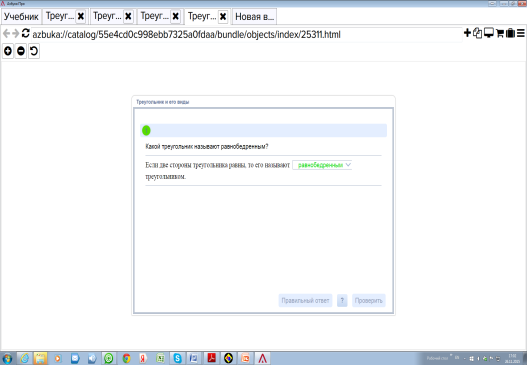 АзбукаПро
Учебник Треуг... Треуг... Треуг... Треуг... Новая в...
azbuka://catalog/55e4cd0c998ebb7325a0fdaa/bundle/objects/index/25311.html
Треугольник и его виды
Какой треугольник называют равнобедренным?
Если две стороны треугольника равны, то его называют равнобедренным
треугольником.
Правильный ответ ? Проверить